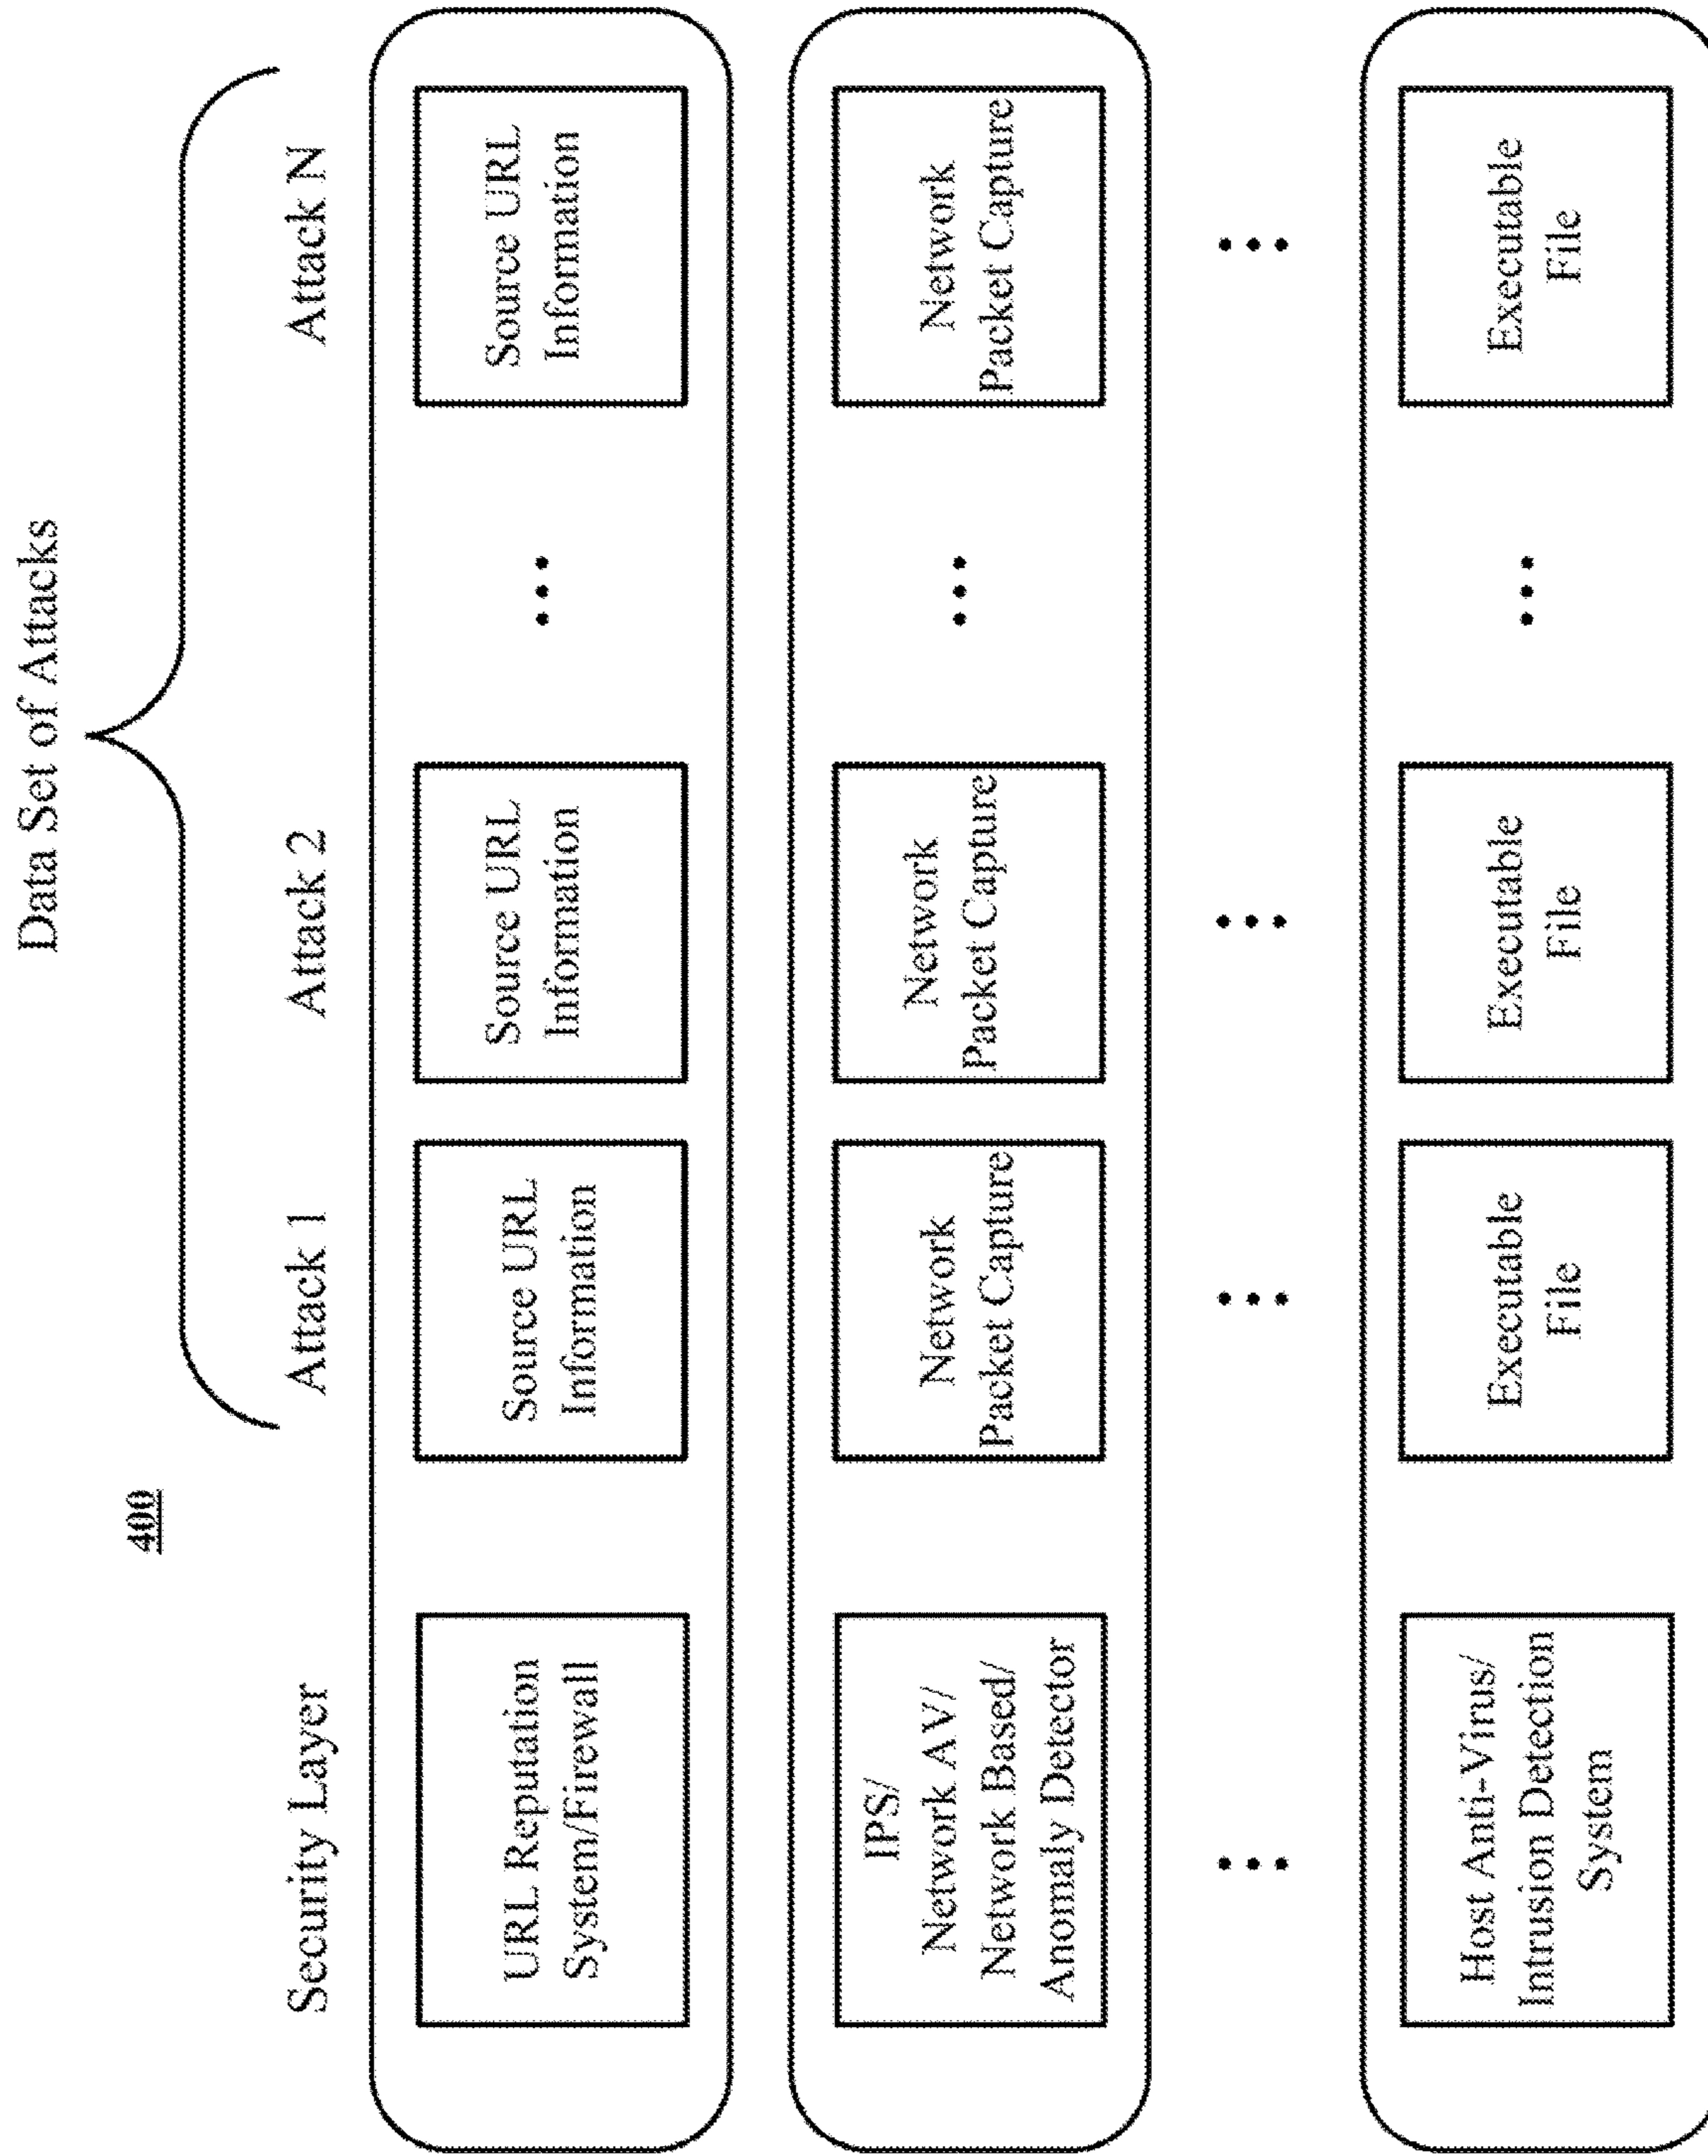 Data Set of Attacks
400
Security Layer
Attack 1
Attack 2
Attack N
URL Reputation
System/Firewall
Source URL
Information
Source URL
Information
Source URL
Information
IPS/
Network AV/
Network Based/
Anomaly Detector
Network
Packet Capture
Network
Packet Capture
Network
Packet Capture
Host Anti-Virus/
Intrusion Detection
System
Executable
File
Executable
File
Executable
File